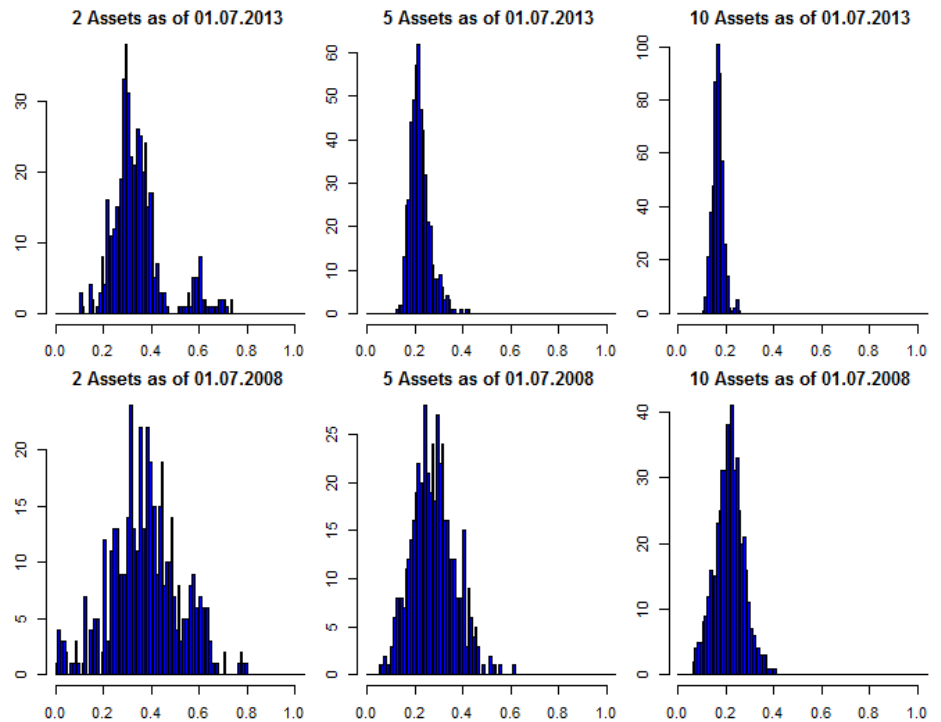 2 Assets as of 01.07.2013
5 Assets as of 01.07.2013
10 Assets as of 01.07.2013
0 10 20 30
0 10 20 30 40 50 60
0 20 40 60 80 100
0.0 0.2 0.4 0.6 0.8 1.0
0.0 0.2 0.4 0.6 0.8 1.0
0.0 0.2 0.4 0.6 0.8 1.0
2 Assets as of 01.07.2008
5 Assets as of 01.07.2008
10 Assets as of 01.07.2008
0 5 10 15 20
0 5 10 15 20 25
0 10 20 30 40
0.0 0.2 0.4 0.6 0.8 1.0
0.0 0.2 0.4 0.6 0.8 1.0
0.0 0.2 0.4 0.6 0.8 1.0